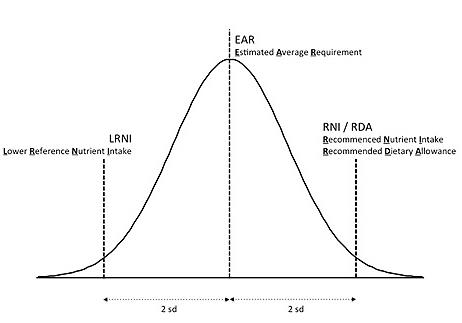 EAR
Estimated Average Requirement
LRNI
Lower Reference Nutrient Intake
RNI / RDA
Recommenced Nutrient Intake
Recommended Dietary Allowance
2 sd
2 sd